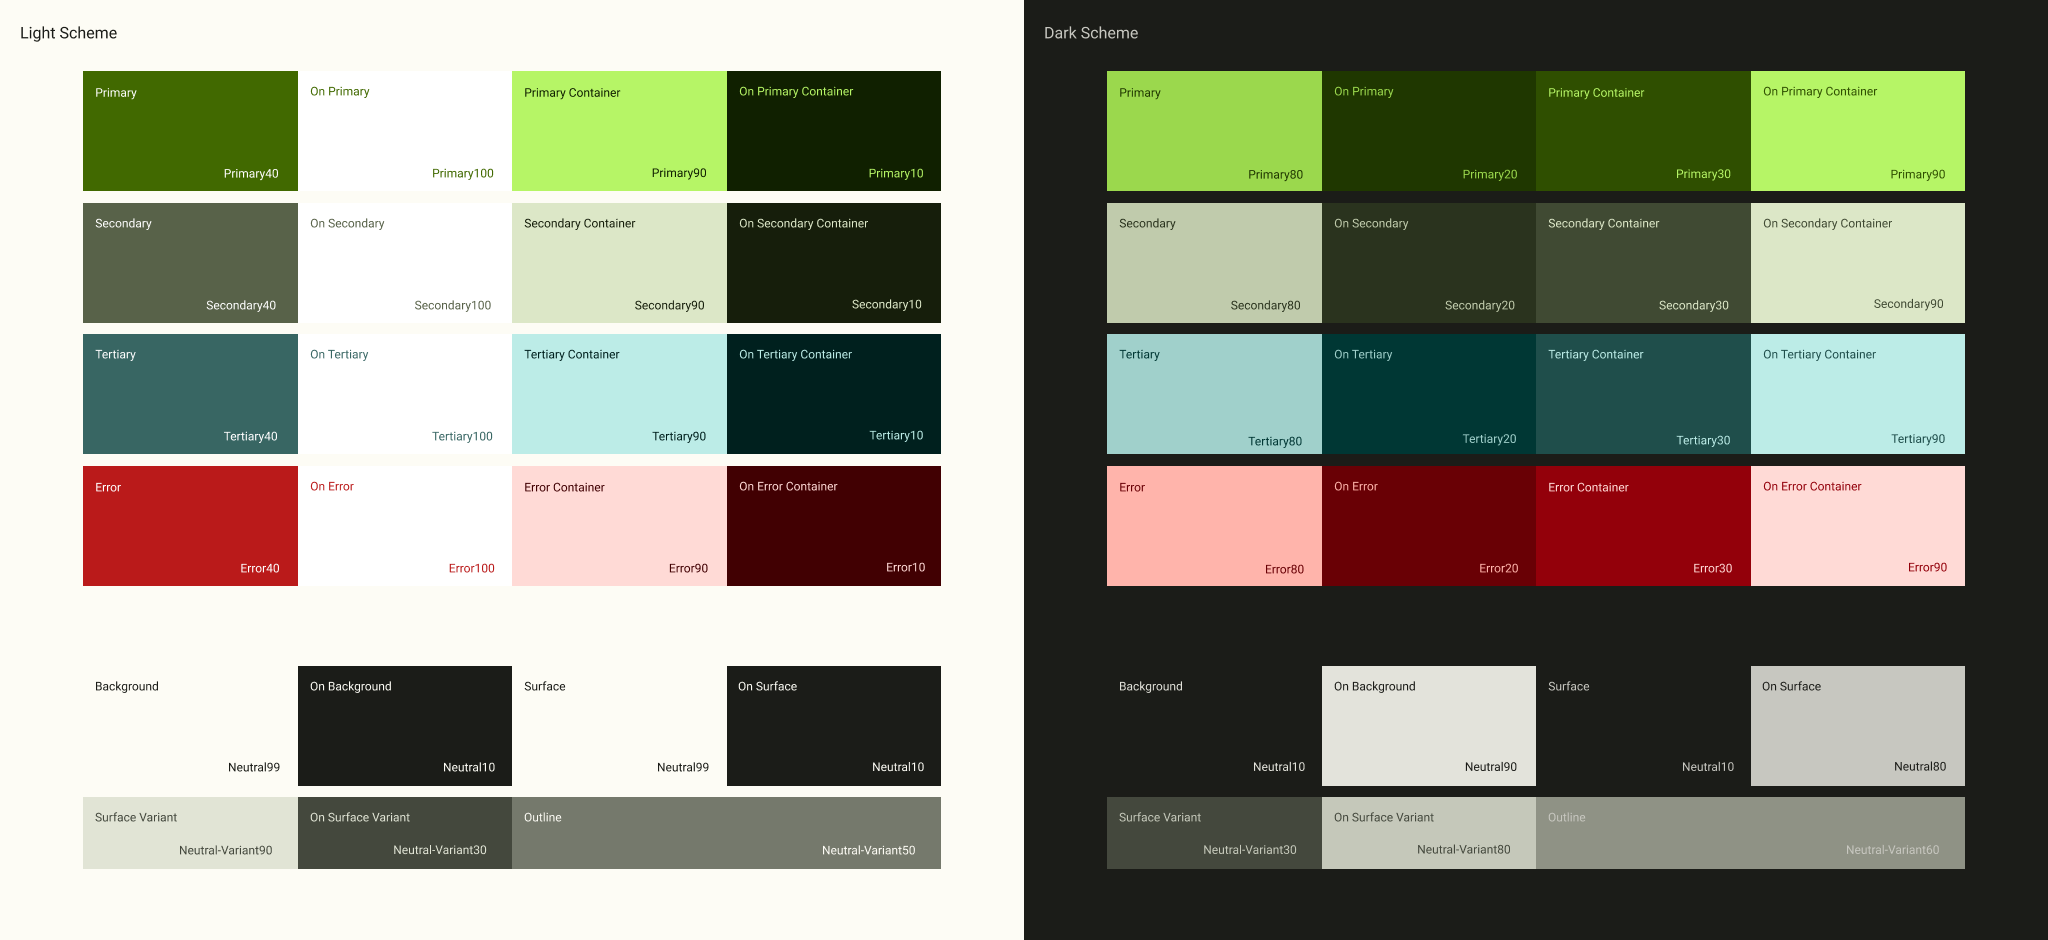 Light Scheme
Primary
On Primary
Primary Container
On Primary Container
Primary40
Primary100
Primary90
Primary10
Secondary
On Secondary
Secondary Container
On Secondary Container
Secondary40
Secondary100
Secondary90
Secondary10
Tertiary
On Tertiary
Tertiary Container
On Tertiary Container
Tertiary40
Tertiary100
Tertiary90
Tertiary10
Error
On Error
Error Container
On Error Container
Error40
Error100
Error90
Error10
Background
On Background
Surface
On Surface
Neutral99
Neutral10
Neutral99
Neutral10
Surface Variant
On Surface Variant
Outline
Neutral-Variant90
Neutral-Variant30
Neutral-Variant50
Dark Scheme
Primary
On Primary
Primary Container
On Primary Container
Primary80
Primary20
Primary30
Primary90
Secondary
On Secondary
Secondary Container
On Secondary Container
Secondary80
Secondary20
Secondary30
Secondary90
Tertiary
On Tertiary
Tertiary Container
On Tertiary Container
Tertiary80
Tertiary20
Tertiary30
Tertiary90
Error
On Error
Error Container
On Error Container
Error80
Error20
Error30
Error90
Background
On Background
Surface
On Surface
Neutral10
Neutral90
Neutral10
Neutral80
Surface Variant
On Surface Variant
Outline
Neutral-Variant30
Neutral-Variant80
Neutral-Variant60